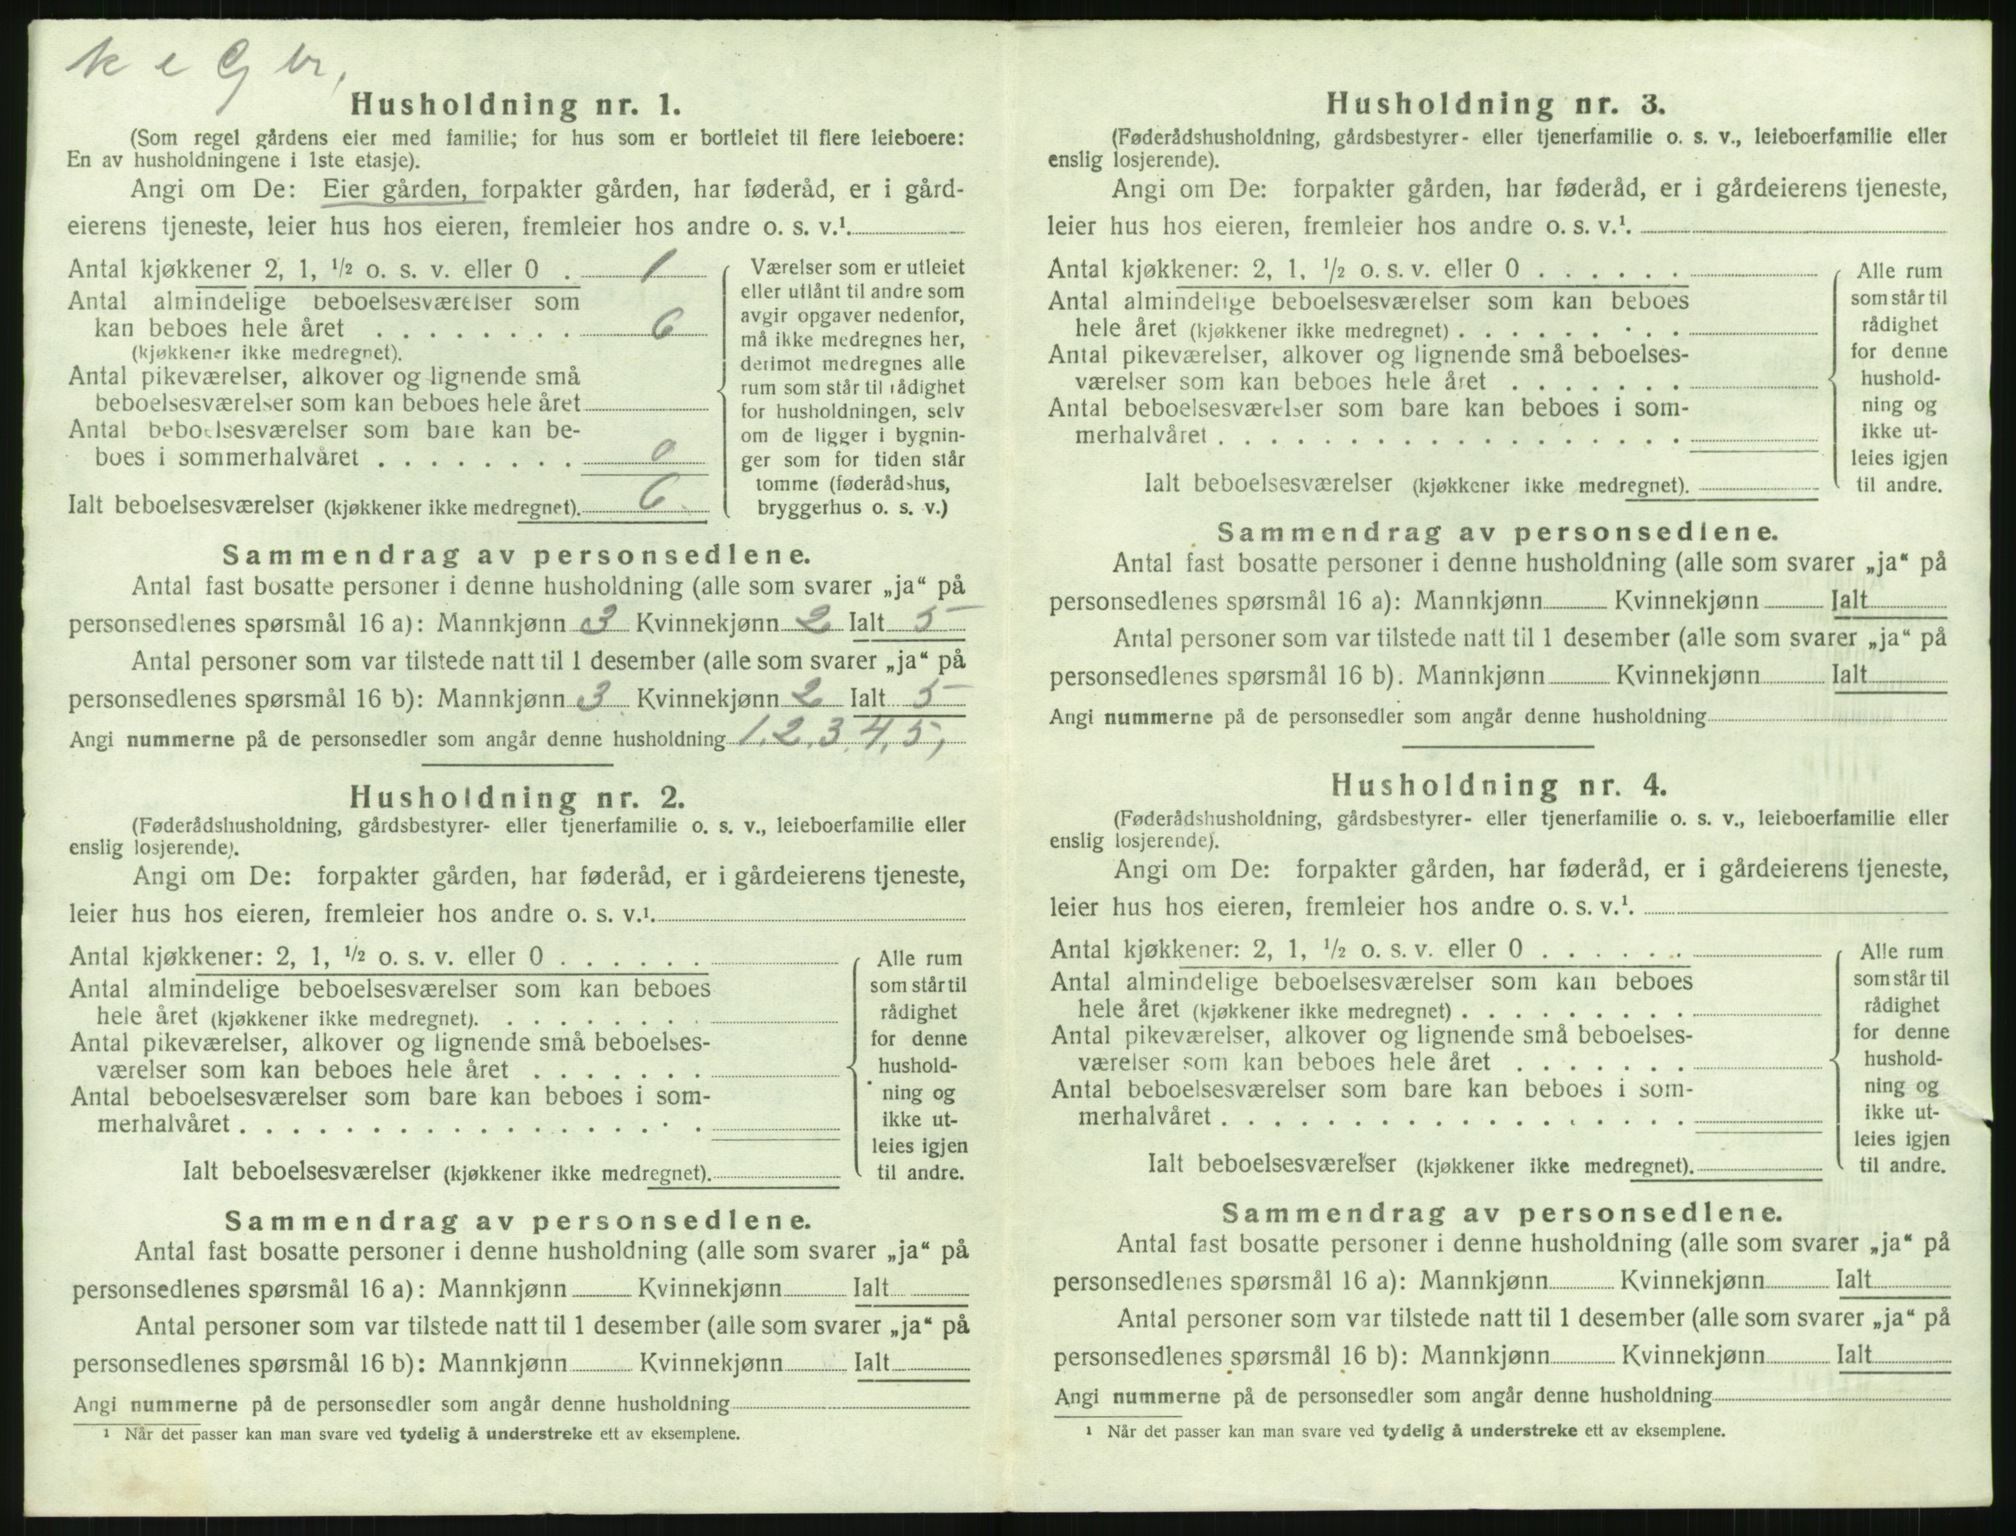 k e G br,
Husholdning nr. 1.
(Som regel gårdens eier med familie; for hus som er bortleiet til flere leieboere:
En av husholdningene i 1ste etasje).
Angi om De: Eier gården, forpakter gården, har føderåd, er i gård-
eierens tjeneste, leier hus hos eieren, fremleier hos andre o. s. v.¹.
Antal kjøkkener 2, 1, ½ o. s. v. eller 0 . 1
Antal almindelige beboelsesværelser som
kan beboes hele året . . . . . . . . 6
(kjøkkener ikke medregnet).
Antal pikeværelser, alkover og lignende små
beboelsesværelser som kan beboes hele året
Antal beboelsesværelser som bare kan be-
boes i sommerhalvåret . . . . . . . . 0
Ialt beboelsesværelser (kjøkkener ikke medregnet). 6
Værelser som er utleiet
eller utlånt til andre som
avgir opgaver nedenfor,
må ikke medregnes her,
derimot medregnes alle
rum som står til rådighet
for husholdningen, selv
om de ligger i bygnin-
ger som for tiden står
tomme (føderådshus,
bryggerhus o. s. v.)
Sammendrag av personsedlene.
Antal fast bosatte personer i denne husholdning (alle som svarer „ja“ på
personsedlenes spørsmål 16 a): Mannkjønn 3 Kvinnekjønn 2 Ialt 5
Antal personer som var tilstede natt til 1 desember (alle som svarer „ja“ på
personsedlenes spørsmål 16 b): Mannkjønn 3 Kvinnekjønn 2 Ialt 5
Angi nummerne på de personsedler som angår denne husholdning 1, 2, 3, 4, 5,
Husholdning nr. 2.
(Føderådshusholdning, gårdsbestyrer- eller tjenerfamilie o. s. v., leieboerfamilie eller
enslig losjerende).
Angi om De: forpakter gården, har føderåd, er i gårdeierens tjeneste,
leier hus hos eieren, fremleier hos andre o. s. v.¹.
Antal kjøkkener: 2, 1, ½ o. s. v. eller 0 . . . . . .
Antal almindelige beboelsesværelser som kan beboes
hele året (kjøkkener ikke medregnet). . . . . . . . .
Antal pikeværelser, alkover og lignende små beboelses-
værelser som kan beboes hele året . . . . . . .
Antal beboelsesværelser som bare kan beboes i som-
merhalvåret . . . . . . . . . . . . . . . . . .
Ialt beboelsesværelser (kjøkkener ikke medregnet).
Alle rum
som står til
rådighet
for denne
hushold-
ning og
ikke ut-
leies igjen
til andre.
Sammendrag av personsedlene.
Antal fast bosatte personer i denne husholdning (alle som svarer „ja“ på
personsedlenes spørsmål 16 a): Mannkjønn Kvinnekjønn Ialt
Antal personer som var tilstede natt til 1 desember (alle som svarer „ja“ på
personsedlenes spørsmål 16 b): Mannkjønn Kvinnekjønn Ialt
Angi nummerne på de personsedler som angår denne husholdning
¹ Når det passer kan man svare ved tydelig å understreke ett av eksemplene.
Husholdning nr. 3.
(Føderådshusholdning, gårdsbestyrer- eller tjenerfamilie o. s. v., leieboerfamilie eller
enslig losjerende).
Angi om De: forpakter gården, har føderåd, er i gårdeierens tjeneste,
leier hus hos eieren, fremleier hos andre o. s. v.¹.
Antal kjøkkener: 2, 1, ½ o. s. v. eller 0 . . . . . .
Antal almindelige beboelsesværelser som kan beboes
hele året (kjøkkener ikke medregnet) . . . . . . . . .
Antal pikeværelser, alkover og lignende små beboelses-
værelser som kan beboes hele året . . . . . . .
Antal beboelsesværelser som bare kan beboes i som-
merhalvåret . . . . . . . . . . . . . . . . . .
Ialt beboelsesværelser (kjøkkener ikke medregnet).
Alle rum
som står til
rådighet
for denne
hushold-
ning og
ikke ut-
leies igjen
til andre.
Sammendrag av personsedlene.
Antal fast bosatte personer i denne husholdning (alle som svarer „ja“ på
personsedlenes spørsmål 16 a): Mannkjønn Kvinnekjønn Ialt
Antal personer som var tilstede natt til 1 desember (alle som svarer „ja“ på
personsedlenes spørsmål 16 b). Mannkjønn Kvinnekjønn Ialt
Angi nummerne på de personsedler som angår denne husholdning
Husholdning nr. 4.
(Føderådshusholdning, gårdsbestyrer- eller tjenerfamilie o. s. v., leieboerfamilie eller
enslig losjerende).
Angi om De: forpakter gården, har føderåd, er i gårdeierens tjeneste,
leier hus hos eieren, fremleier hos andre o. s. v.¹.
Antal kjøkkener: 2, 1, ½ o. s. v. eller 0 . . . . . .
Antal almindelige beboelsesværelser som kan beboes
hele året (kjøkkener ikke medregnet) . . . . . . . . .
Antal pikeværelser, alkover og lignende små beboelses-
værelser som kan beboes hele året . . . . . . .
Antal beboelsesværelser som bare kan beboes i som-
merhalvåret . . . . . . . . . . . . . . . . . .
Ialt beboelsesværelser (kjøkkener ikke medregnet).
Alle rum
som står til
rådighet
for denne
hushold-
ning og
ikke ut-
leies igjen
til andre.
Sammendrag av personsedlene.
Antal fast bosatte personer i denne husholdning (alle som svarer „ja“ på
personsedlenes spørsmål 16 a): Mannkjønn Kvinnekjønn Ialt
Antal personer som var tilstede natt til 1 desember (alle som svarer „ja“ på
personsedlenes spørsmål 16 b): Mannkjønn Kvinnekjønn Ialt
Angi nummerne på de personsedler som angår denne husholdning
¹ Når det passer kan man svare ved tydelig å understreke ett av eksemplene.